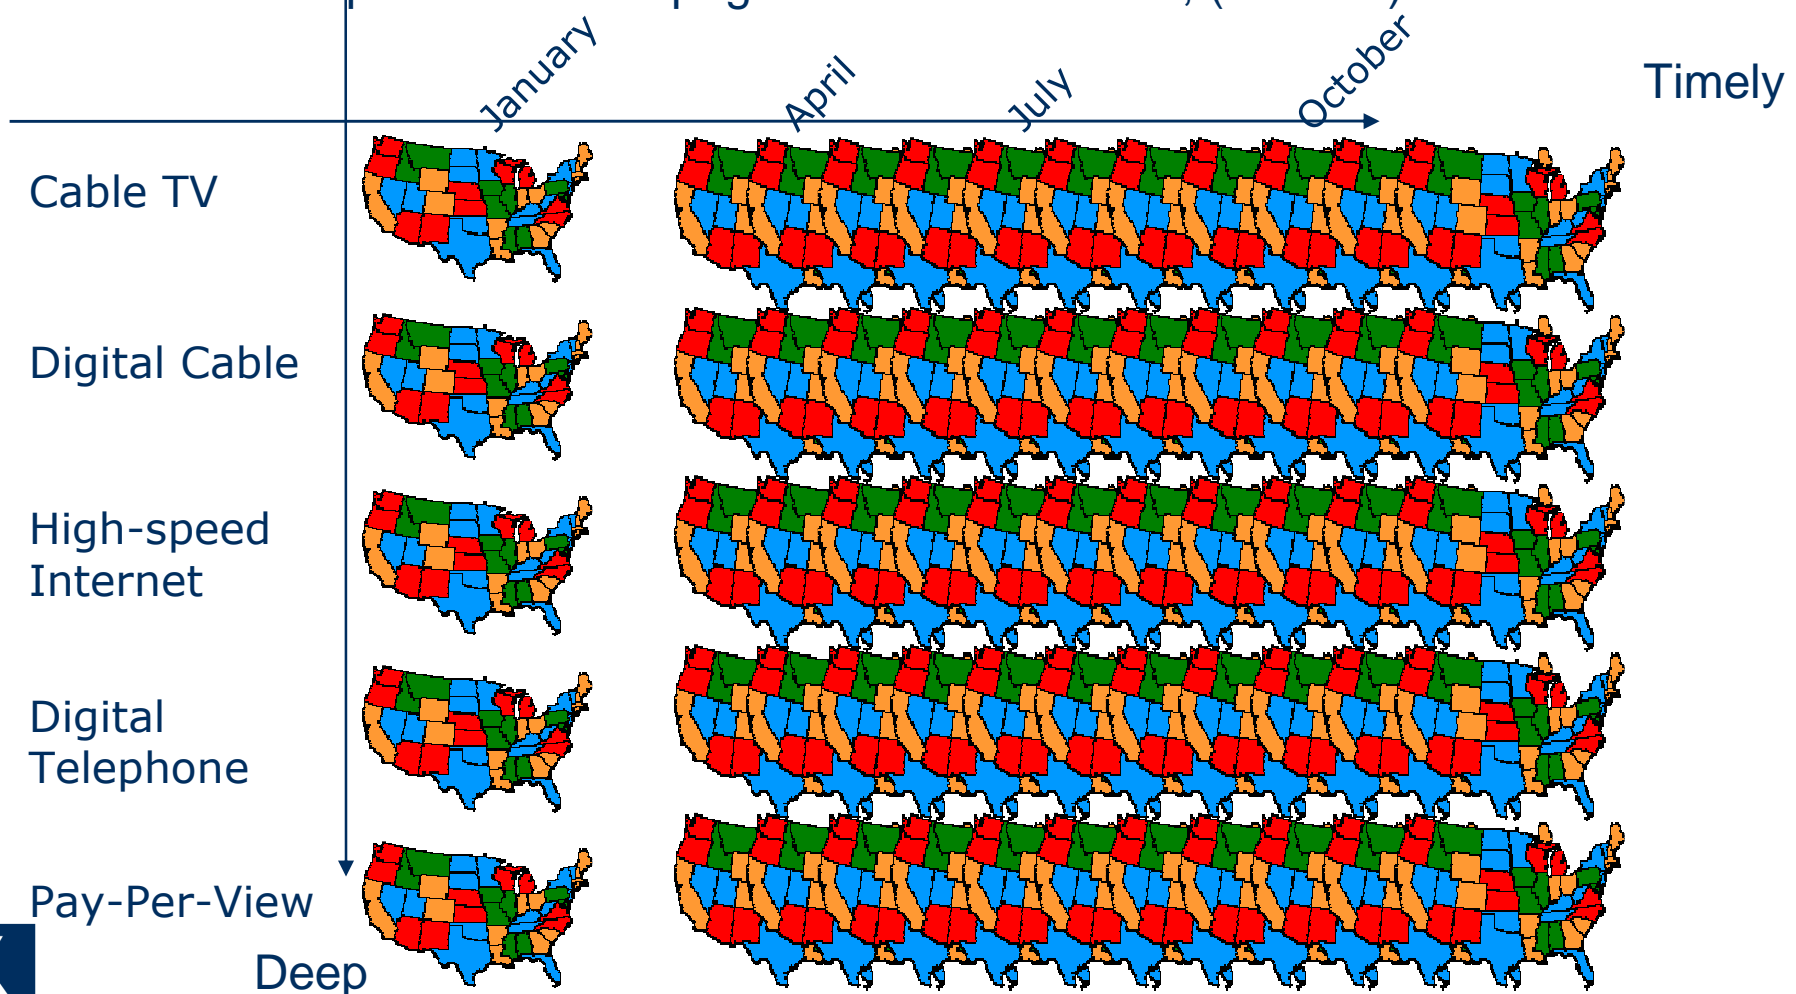 January
April
July
October
Timely
Cable TV
Digital Cable
High-speed
Internet
Digital
Telephone
Pay-Per-View
Deep